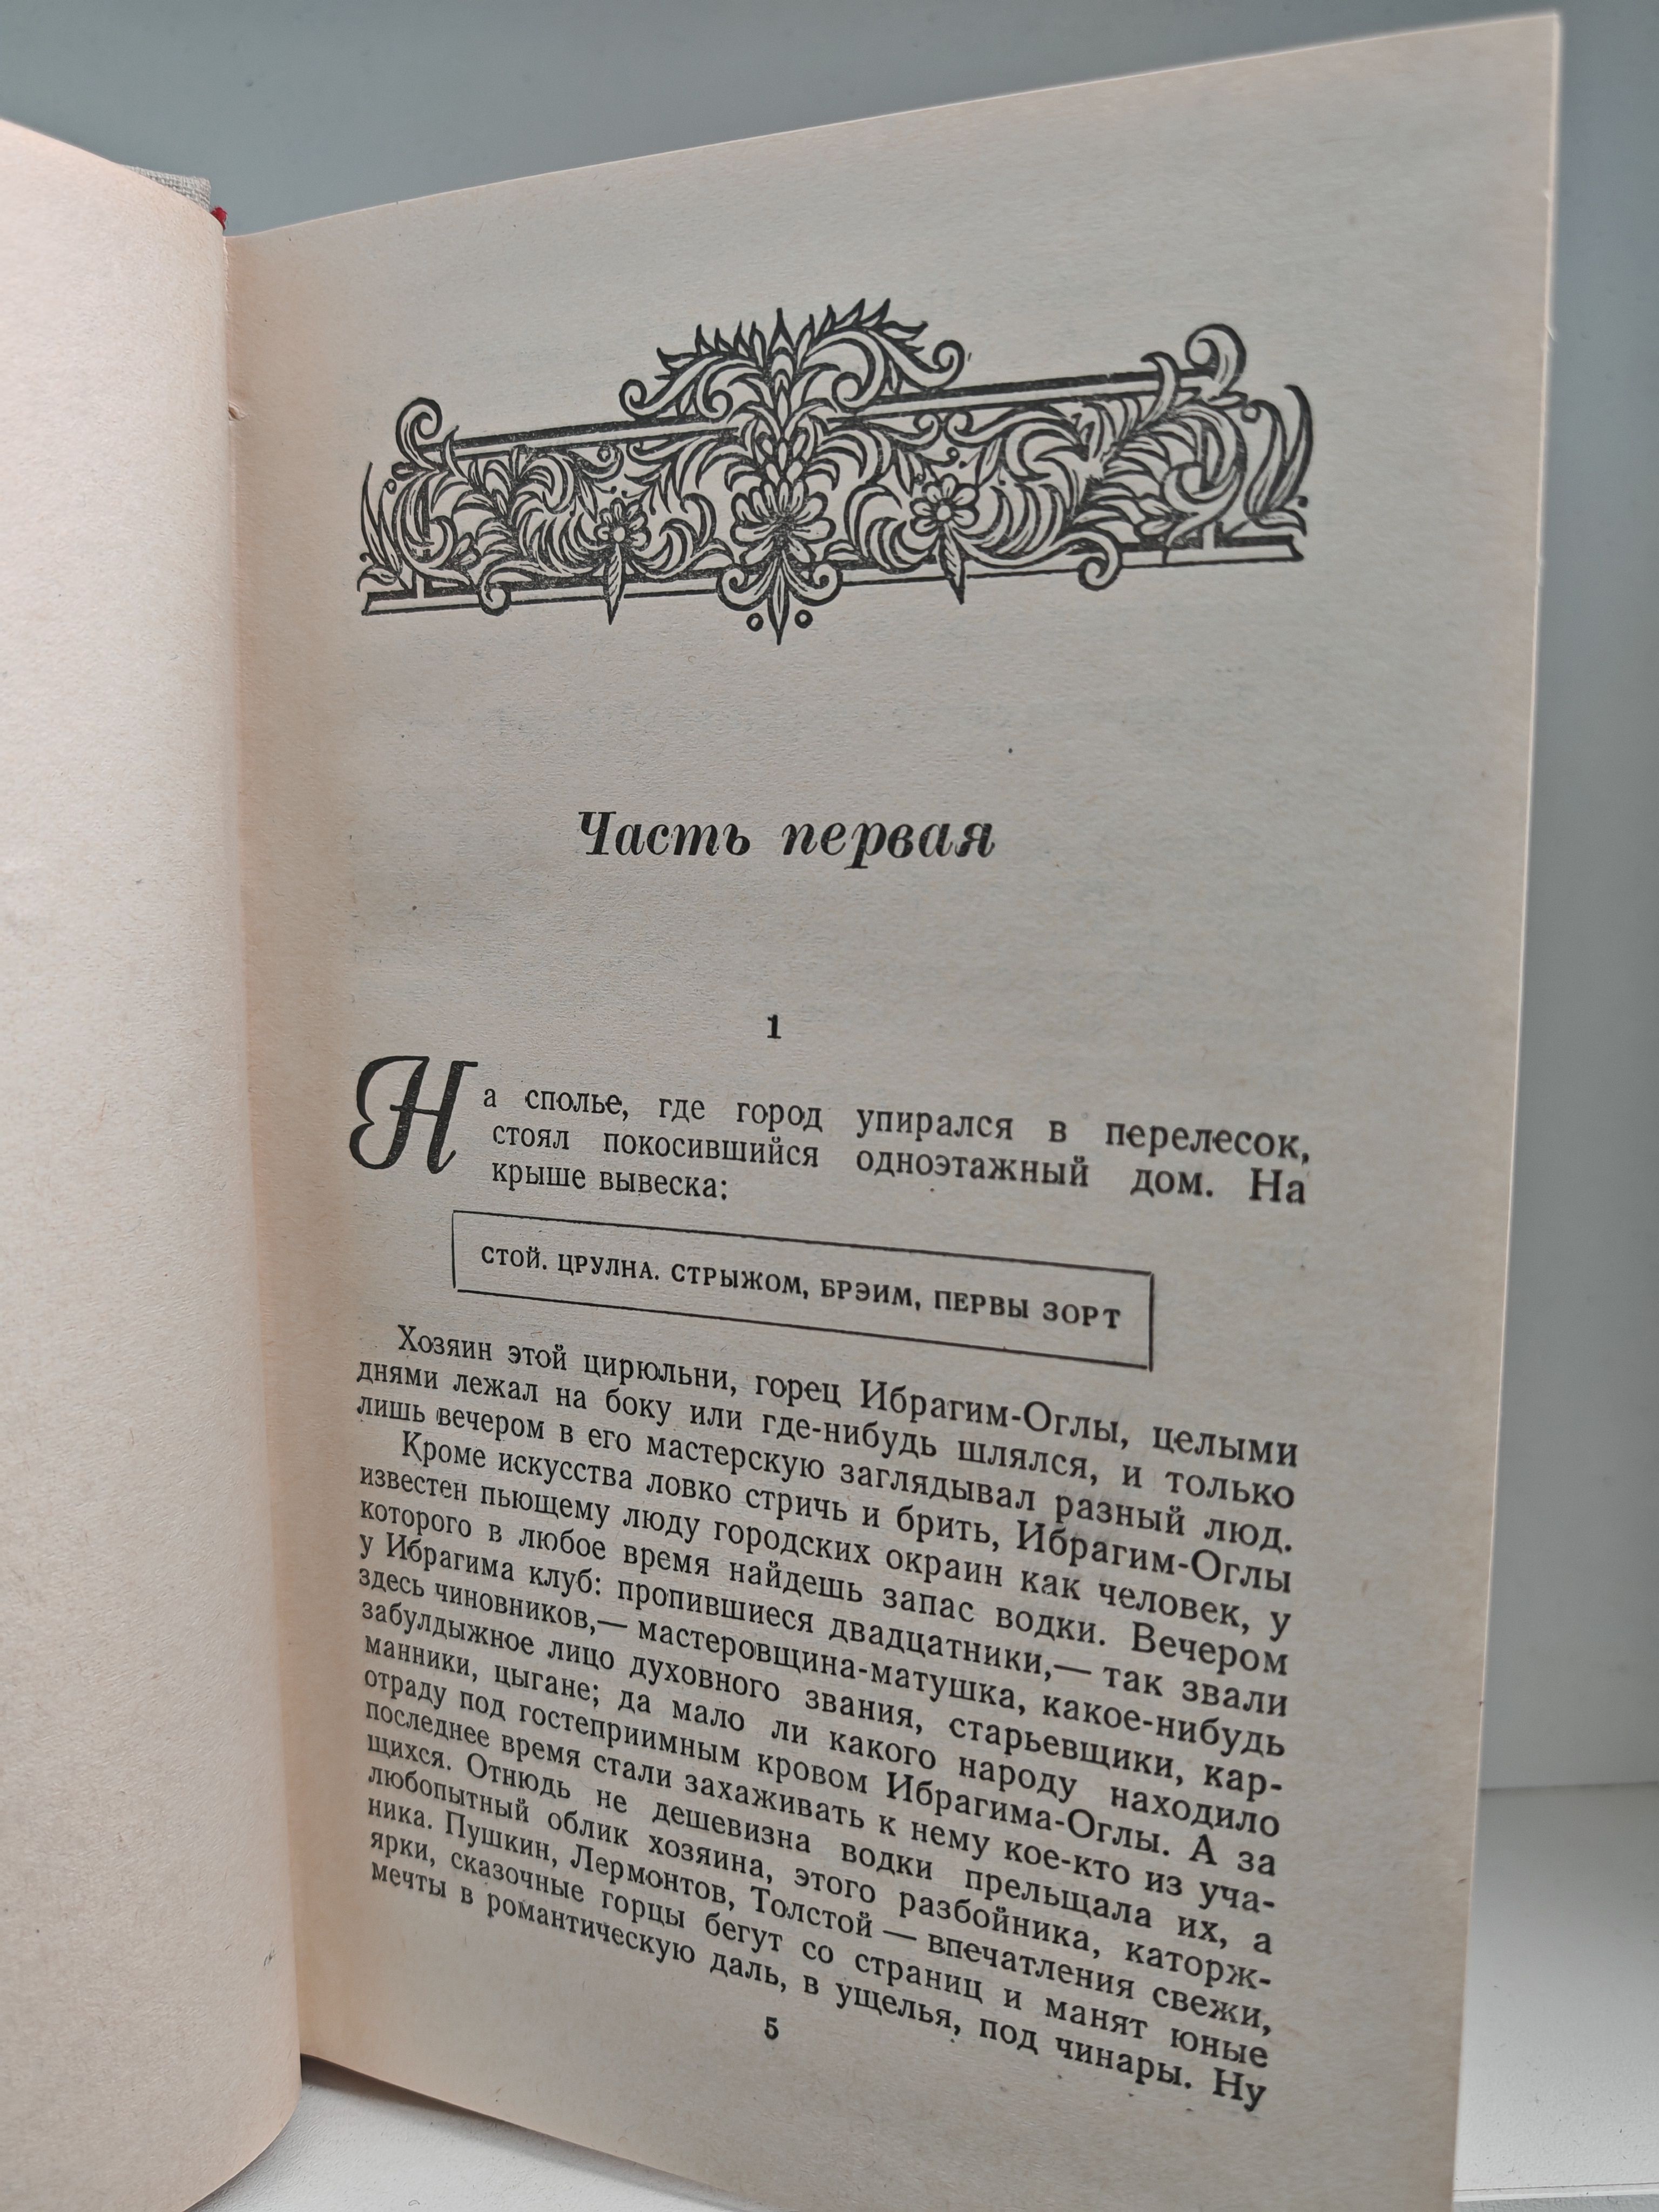 Часть первая
1
На сполье, где город упирался в перелесок,
стоял покосившийся одноэтажный дом. На
крыше вывеска:
СТОЙ. ЦРУЛНА. СТРЫЖОМ, БРЭИМ, ПЕРВЫ ЗОРТ
Хозяин этой цирюльни, горец Ибрагим-Оглы, целыми
днями лежал на боку или где-нибудь шлялся, и только
лишь вечером в его мастерскую заглядывал разный люд.
Кроме искусства ловко стричь и брить, Ибрагим-Оглы
известен пьющему люду городских окраин как человек, у
которого в любое время найдешь запас водки. Вечером
у Ибрагима клуб: пропившиеся двадцатники,— так звали
здесь чиновников,— мастеровщина-матушка, какое-нибудь
забулдыжное лицо духовного звания, старьевщики, кар-
манники, цыгане; да мало ли какого народу находило
отраду под гостеприимным кровом Ибрагима-Оглы. А за
последнее время стали захаживать к нему кое-кто из уча-
щихся. Отнюдь не дешевизна водки прельщала их, а
любопытный облик хозяина, этого разбойника, каторж-
ника. Пушкин, Лермонтов, Толстой — впечатления свежи,
ярки, сказочные горцы бегут со страниц и манят юные
мечты в романтическую даль, в ущелья, под чинары. Ну
5